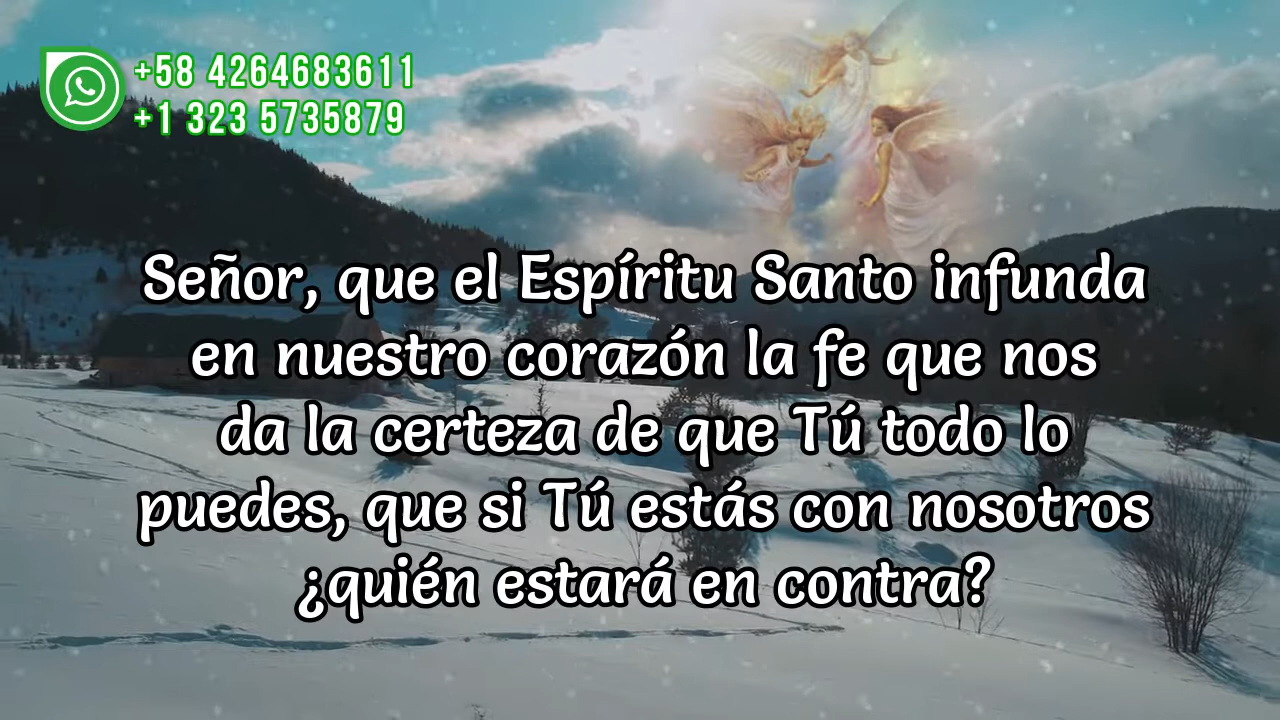 +58 4264683611
+1 323 5735879
Señor, que el Espíritu Santo infunda
en nuestro corazón la fe que nos
da la certeza de que Tú todo lo
puedes, que si Tú estás con nosotros
¿quién estará en contra?